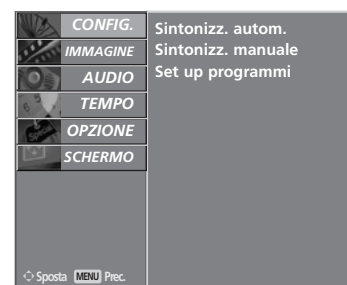 CONFIG.
IMMAGINE
AUDIO
TEMPO
OPZIONE
SCHERMO
Sintonizz. autom.
Sintonizz. manuale
Set up programmi
Sposta MENU Prec.